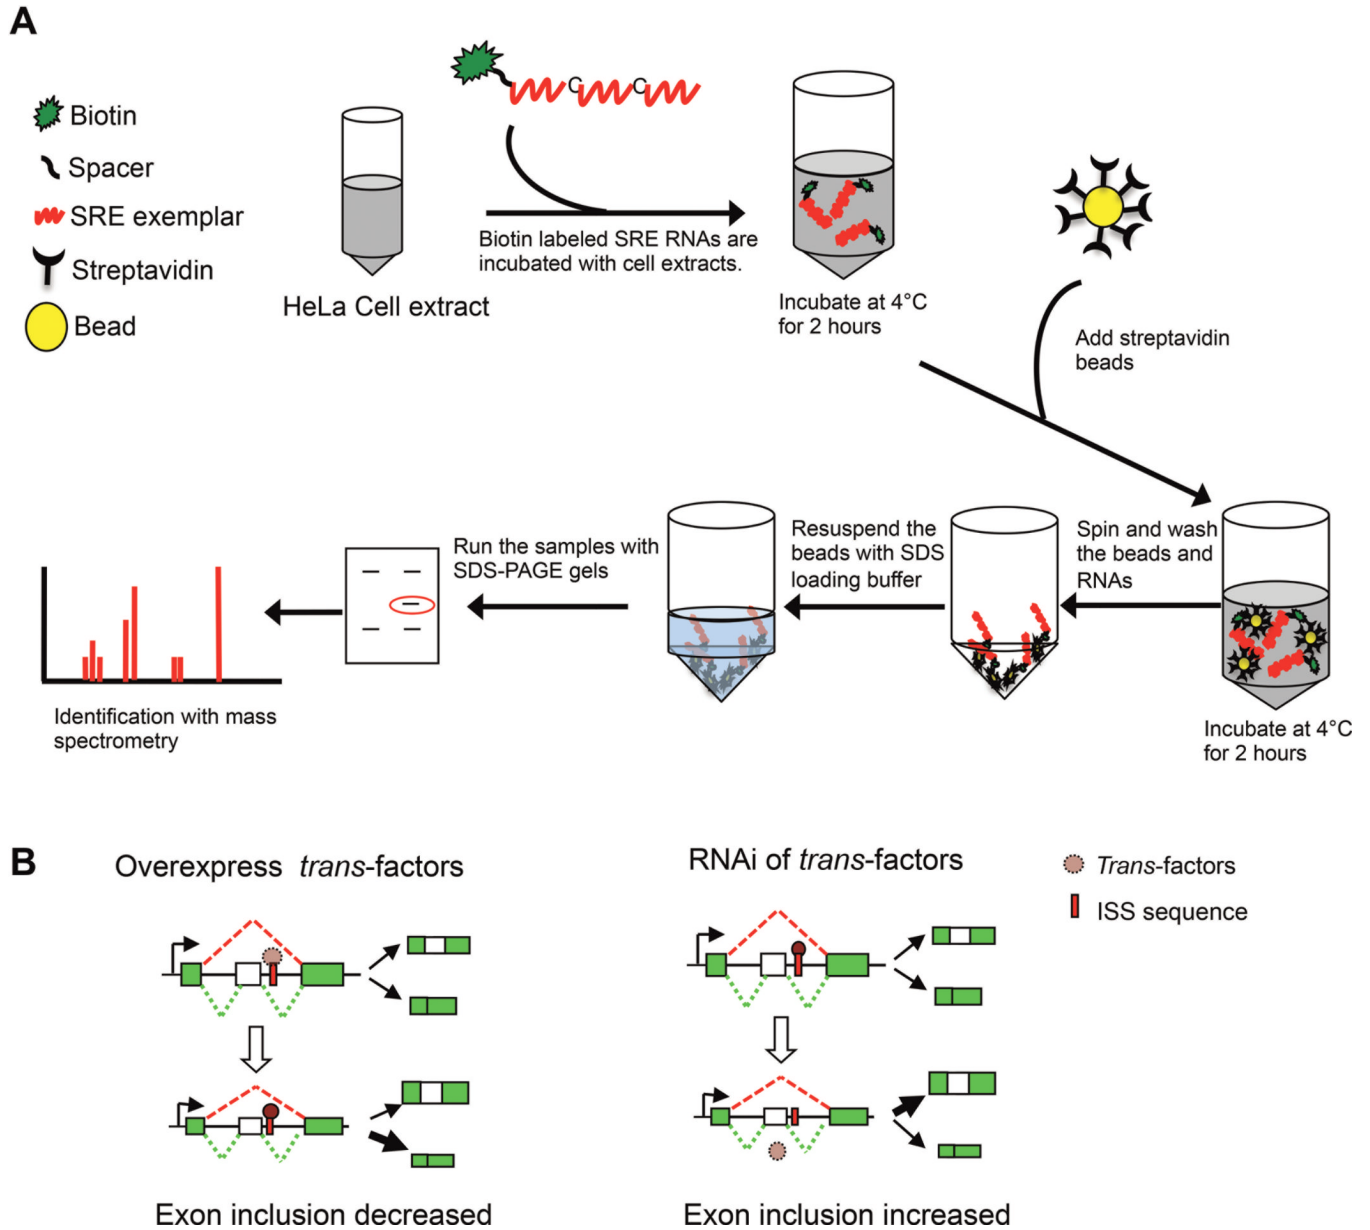 A
Biotin
Spacer
SRE exemplar
Streptavidin
Bead
HeLa Cell extract
C
C
Biotin labeled SRE RNAs are
incubated with cell extracts.
Incubate at 4°C
for 2 hours
Add streptavidin
beads
Spin and wash
the beads and
RNAs
Incubate at 4°C
for 2 hours
Resuspend the
beads with SDS
loading buffer
Run the samples with
SDS-PAGE gels
Identification with mass
spectrometry
B
Overexpress trans-factors
RNAi of trans-factors
Trans-factors
ISS sequence
Exon inclusion decreased
Exon inclusion increased